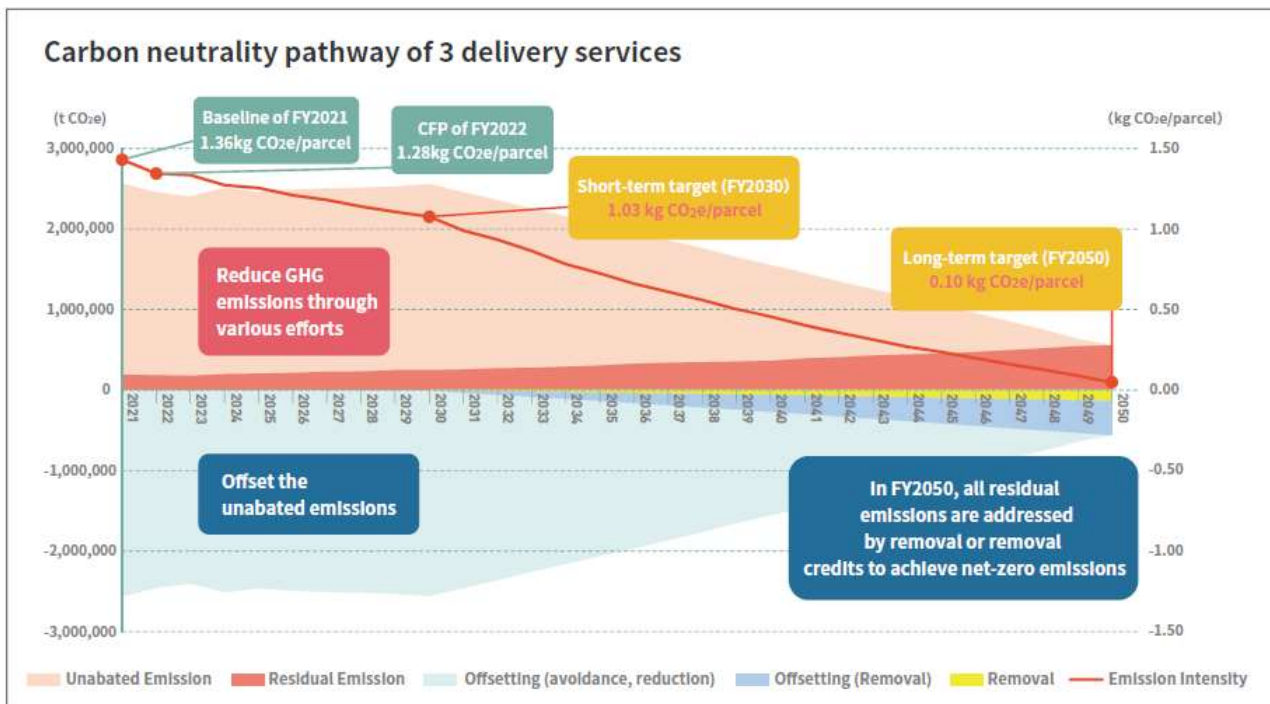 Carbon neutrality pathway of 3 delivery services
(t CO2e)
(kg CO2e/parcel)
Baseline of FY2021
1.36kg CO2e/parcel
CFP of FY2022
1.28kg CO2e/parcel
Short-term target (FY2030)
1.03 kg CO2e/parcel
Long-term target (FY2050)
0.10 kg CO2e/parcel
Reduce GHG
emissions through
various efforts
Offset the
unabated emissions
In FY2050, all residual
emissions are addressed
by removal or removal
credits to achieve net-zero emissions
3,000,000
2,000,000
1,000,000
0
-1,000,000
-2,000,000
-3,000,000
1.50
1.00
0.50
0.00
-0.50
-1.00
-1.50
2021
2022
2023
2024
2025
2026
2027
2028
2029
2030
2031
2032
2033
2034
2035
2036
2037
2038
2039
2040
2041
2042
2043
2044
2045
2046
2047
2048
2049
2050
Unabated Emission
Residual Emission
Offsetting (avoidance, reduction)
Offsetting (Removal)
Removal
Emission Intensity